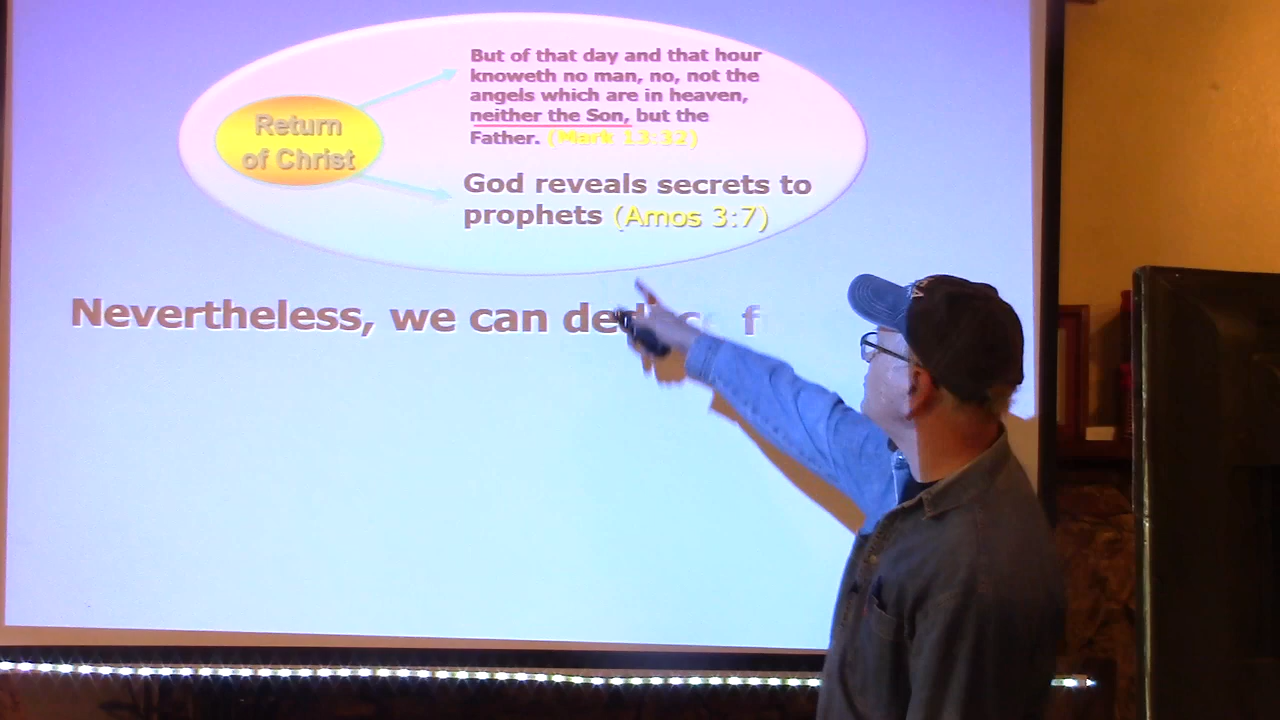 But of that day and that hour
knoweth no man, no, not the
angels which are in heaven,
neither the Son, but the
Father. (Mark 13:32)
Return
of Christ
God reveals secrets to
prophets (Amos 3:7)
Nevertheless, we can